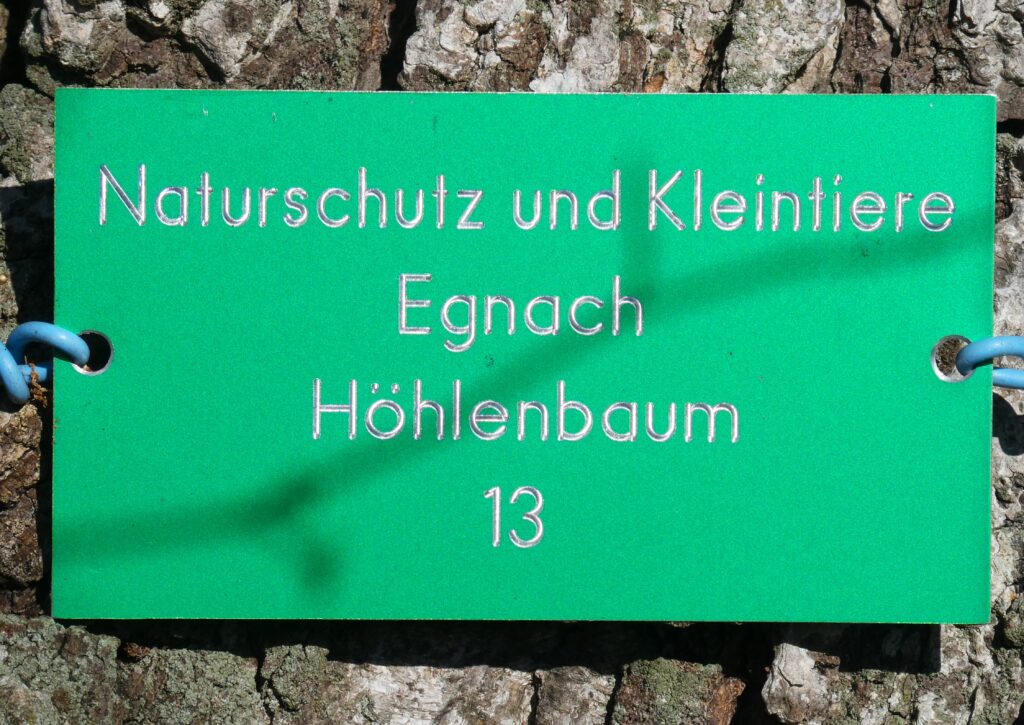 Naturschutz und Kleintiere
Egnach
Höhlenbaum
13